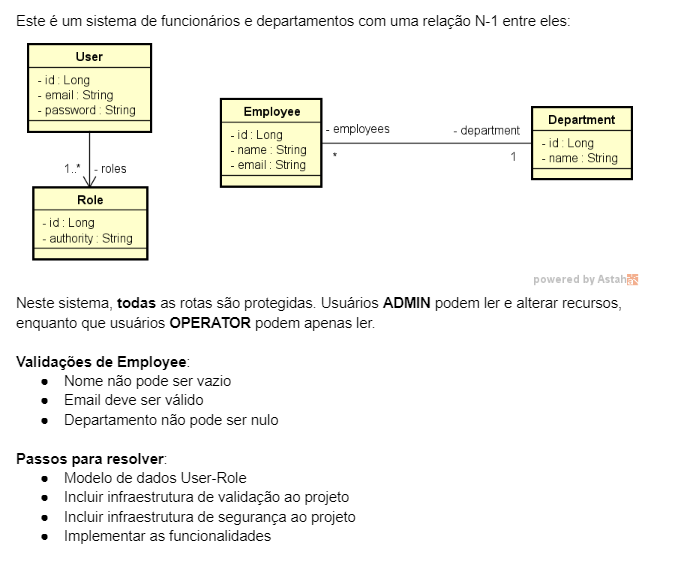 Este é um sistema de funcionários e departamentos com uma relação N-1 entre eles:
User
- id : Long
- email : String
- password : String
1..* - roles
Role
- id : Long
- authority : String
Employee
- id : Long
- name : String
- email : String
- employees
*
- department
1
Department
- id : Long
- name : String
powered by Astah
Neste sistema, todas as rotas são protegidas. Usuários ADMIN podem ler e alterar recursos,
enquanto que usuários OPERATOR podem apenas ler.
Validações de Employee:
● Nome não pode ser vazio
● Email deve ser válido
● Departamento não pode ser nulo
Passos para resolver:
● Modelo de dados User-Role
● Incluir infraestrutura de validação ao projeto
● Incluir infraestrutura de segurança ao projeto
● Implementar as funcionalidades